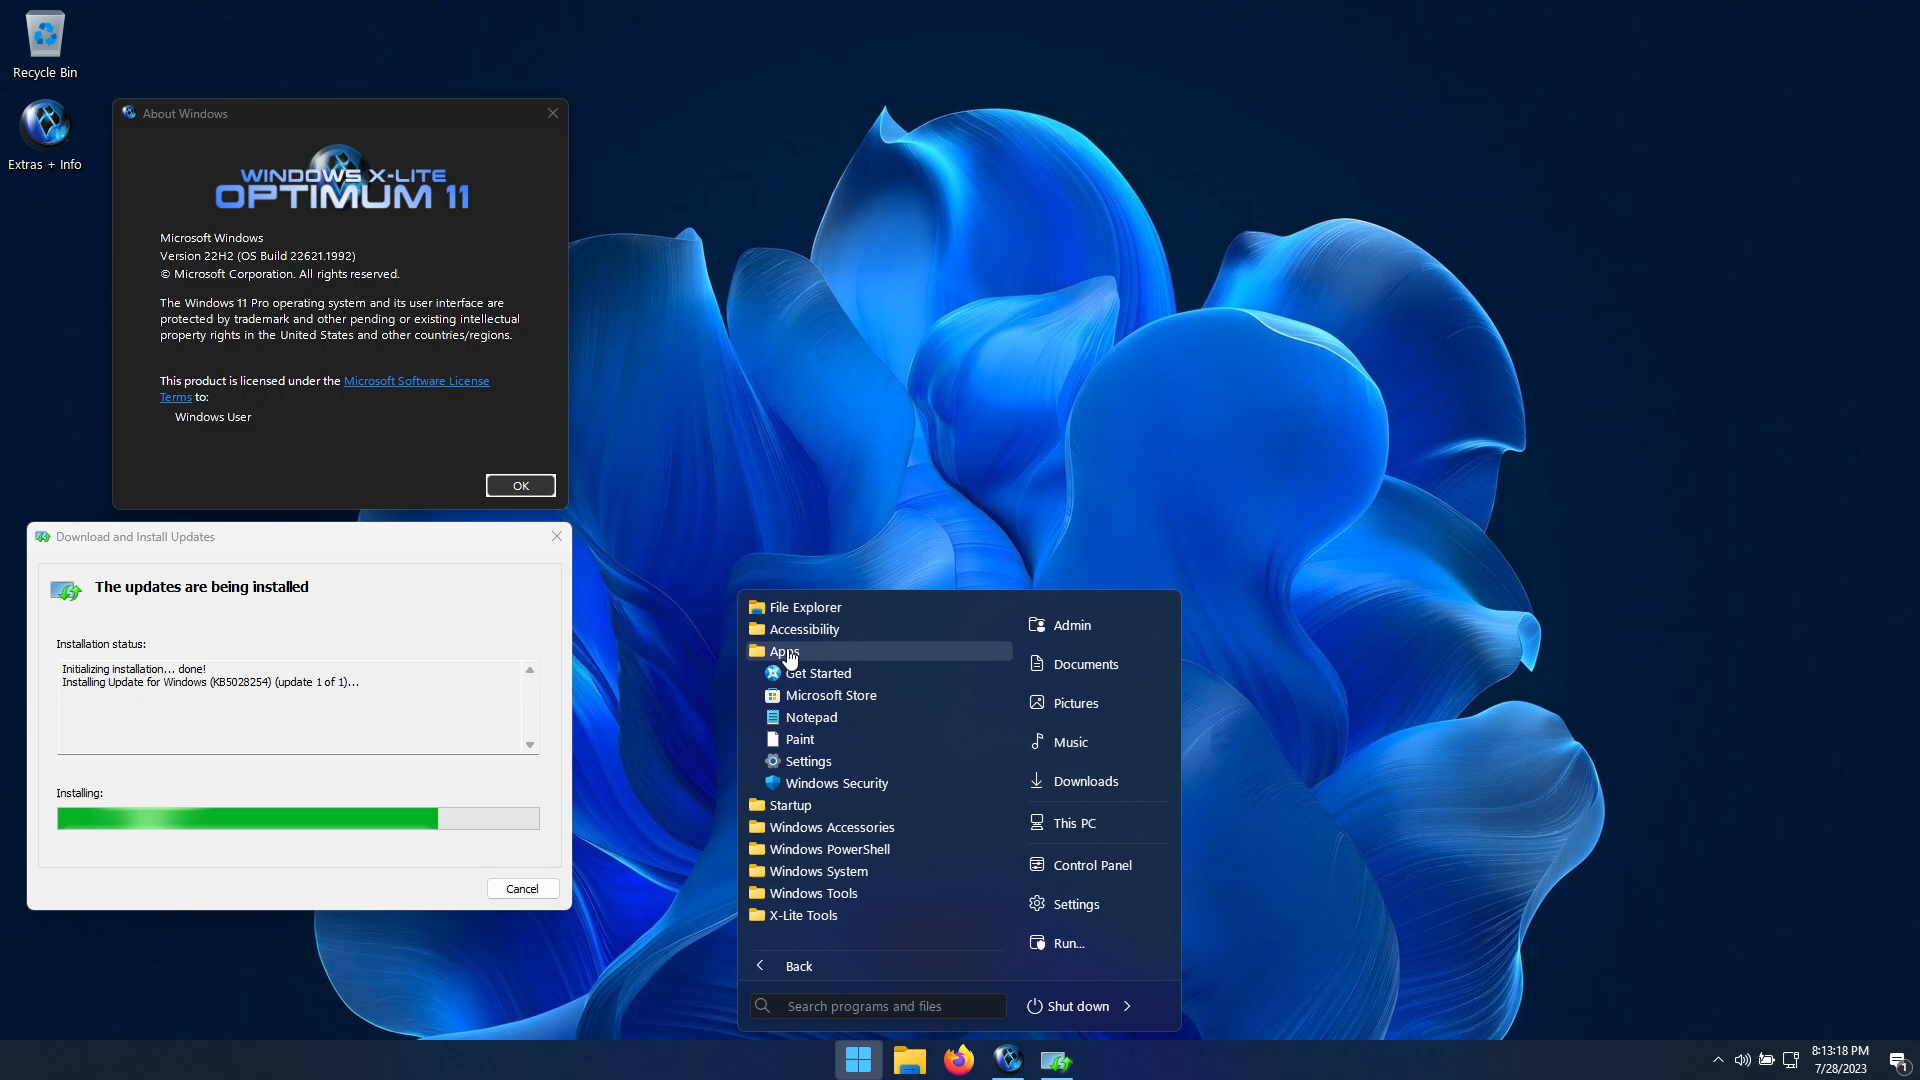 Recycle Bin
Extras + Info
About Windows
WINDOWS X-LITE
OPTIMUM 11
Microsoft Windows
Version 22H2 (OS Build 22621.1992)
© Microsoft Corporation. All rights reserved.
The Windows 11 Pro operating system and its user interface are
protected by trademark and other pending or existing intellectual
property rights in the United States and other countries/regions.
This product is licensed under the Microsoft Software License
Terms to:
Windows User
OK
Download and Install Updates
The updates are being installed
Installation status:
Initializing installation... done!
Installing Update for Windows (KB5028254) (update 1 of 1)...
Installing:
Cancel
File Explorer
Accessibility
Apps
Get Started
Microsoft Store
Notepad
Paint
Settings
Windows Security
Startup
Windows Accessories
Windows PowerShell
Windows System
Windows Tools
X-Lite Tools
Back
Search programs and files
Admin
Documents
Pictures
Music
Downloads
This PC
Control Panel
Settings
Run...
Shut down
8:13:18 PM
7/28/2023
1